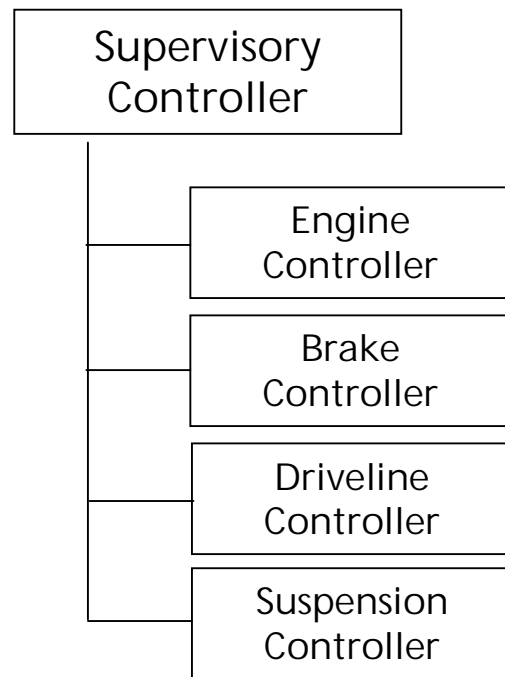 Supervisory
Controller
Engine
Controller
Brake
Controller
Driveline
Controller
Suspension
Controller